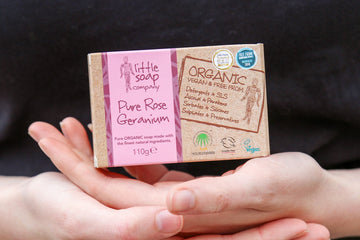 little
soap
company
Pure Rose
Geranium
Pure ORGANIC soap made with
the finest natural ingredients.
110g e
ORGANIC
VEGAN & FREE FROM
Detergents & SLS
Alcohol & Parabens
Sorbates & Silicones
Sulphates & Preservatives
Vegan